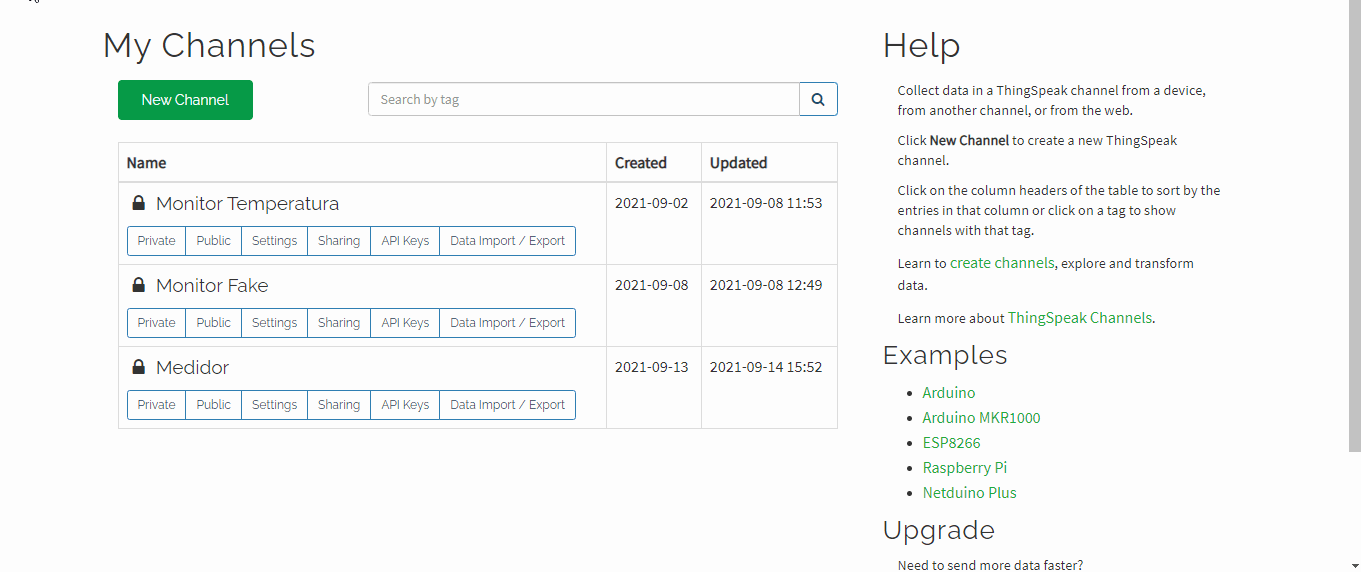 My Channels
New Channel
Search by tag
Name Created Updated
Monitor Temperatura 2021-09-02 2021-09-08 11:53
Private Public Settings Sharing API Keys Data Import / Export
Monitor Fake 2021-09-08 2021-09-08 12:49
Private Public Settings Sharing API Keys Data Import / Export
Medidor 2021-09-13 2021-09-14 15:52
Private Public Settings Sharing API Keys Data Import / Export
Help
Collect data in a ThingSpeak channel from a device,
from another channel, or from the web.
Click New Channel to create a new ThingSpeak
channel.
Click on the column headers of the table to sort by the
entries in that column or click on a tag to show
channels with that tag.
Learn to create channels, explore and transform
data.
Learn more about ThingSpeak Channels.
Examples
Arduino
Arduino MKR1000
ESP8266
Raspberry Pi
Netduino Plus
Upgrade
Need to send more data faster?